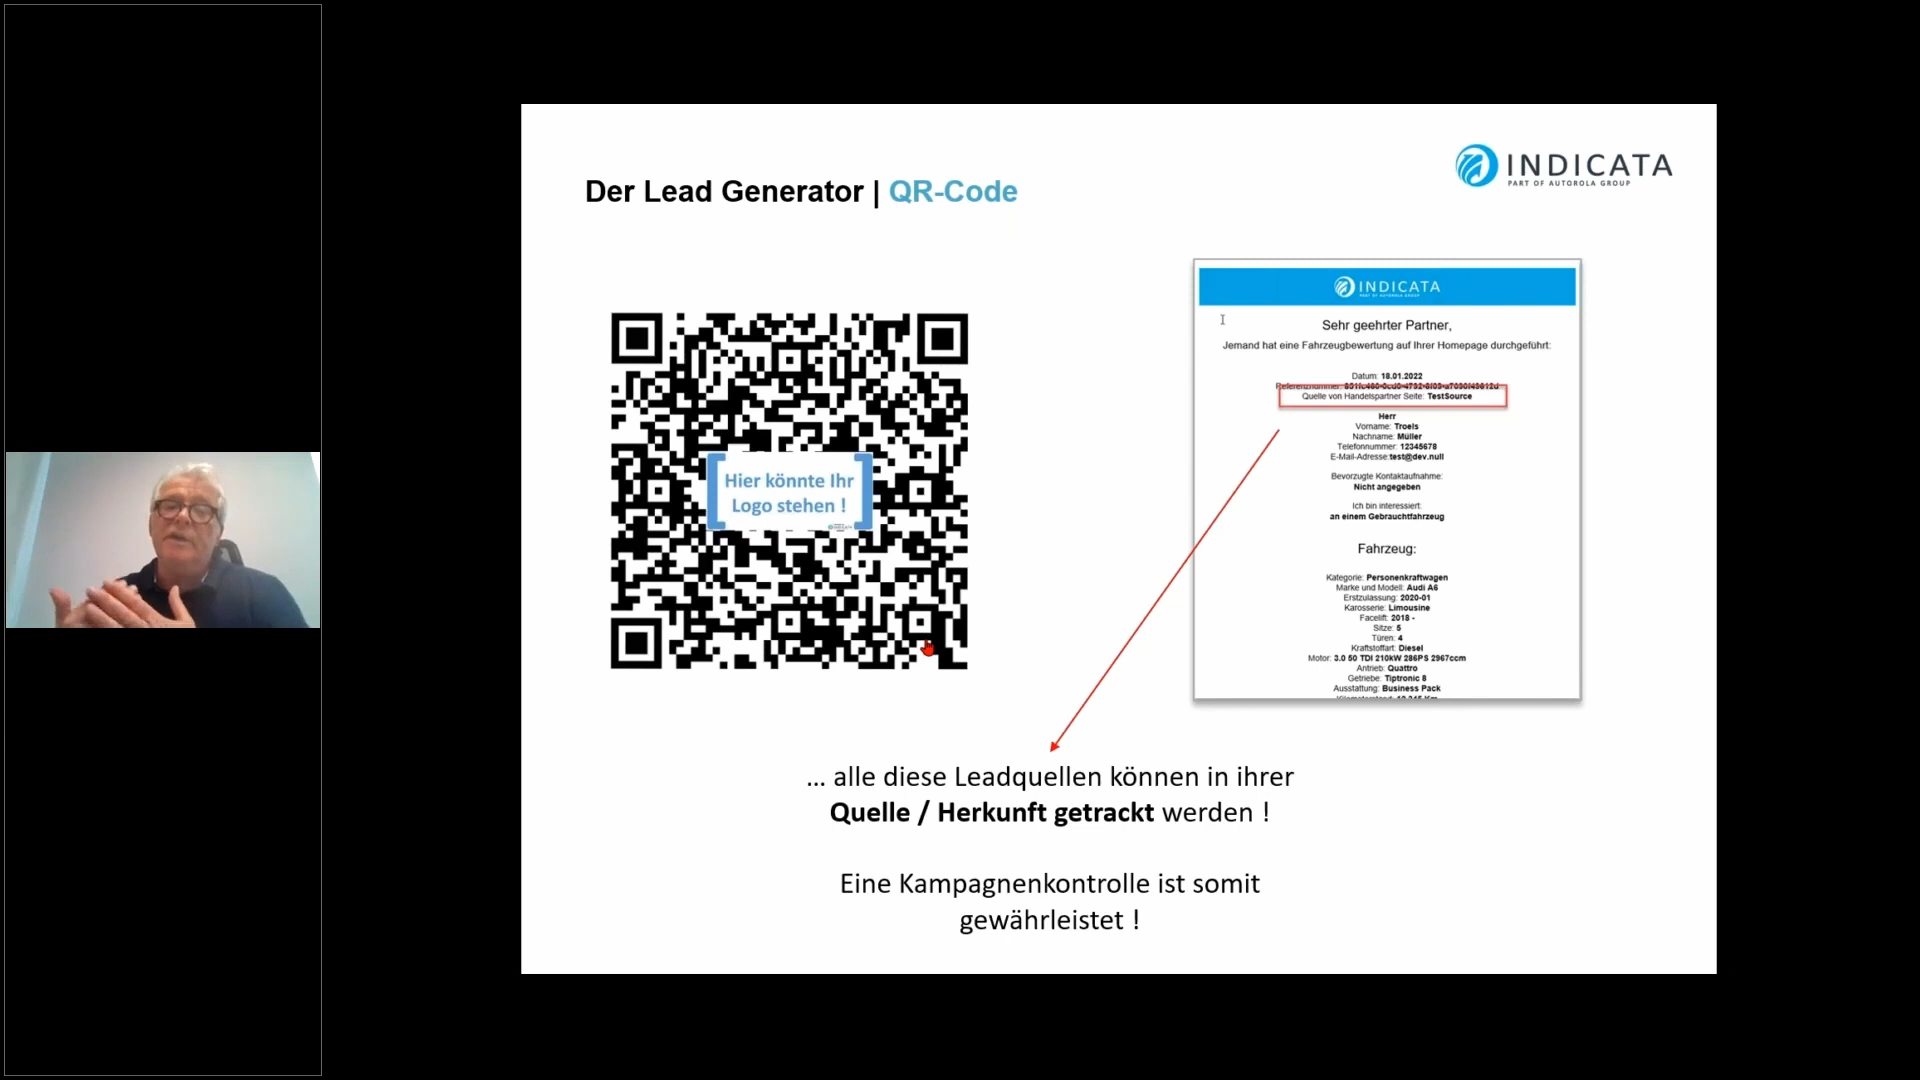 Der Lead Generator | QR-Code
INDICATA
PART OF AUTOROLA GROUP
Hier könnte Ihr
Logo stehen !
INDICATA
PART OF AUTOROLA GROUP
Sehr geehrter Partner,
Jemand hat eine Fahrzeugbewertung auf Ihrer Homepage durchgeführt:
Datum: 18.01.2022
Referenznummer:
Quelle von Handelspartner Seite: TestSource
Herr
Vorname: Troels
Nachname: Müller
Telefonnummer: 12345678
E-Mail-Adresse:test@dev.null
Bevorzugte Kontaktaufnahme:
Nicht angegeben
Ich bin interessiert:
an einem Gebrauchtfahrzeug
Fahrzeug:
Kategorie: Personenkraftwagen
Marke und Modell: Audi A6
Erstzulassung: 2020-01
Karosserie: Limousine
Facelift: 2018 -
Sitze: 5
Türen: 4
Kraftstoffart: Diesel
Motor: 3.0 50 TDI 210kW 286PS 2967ccm
Antrieb: Quattro
Getriebe: Tiptronic 8
Ausstattung: Business Pack
... alle diese Leadquellen können in ihrer
Quelle / Herkunft getrackt werden !
Eine Kampagnenkontrolle ist somit
gewährleistet !